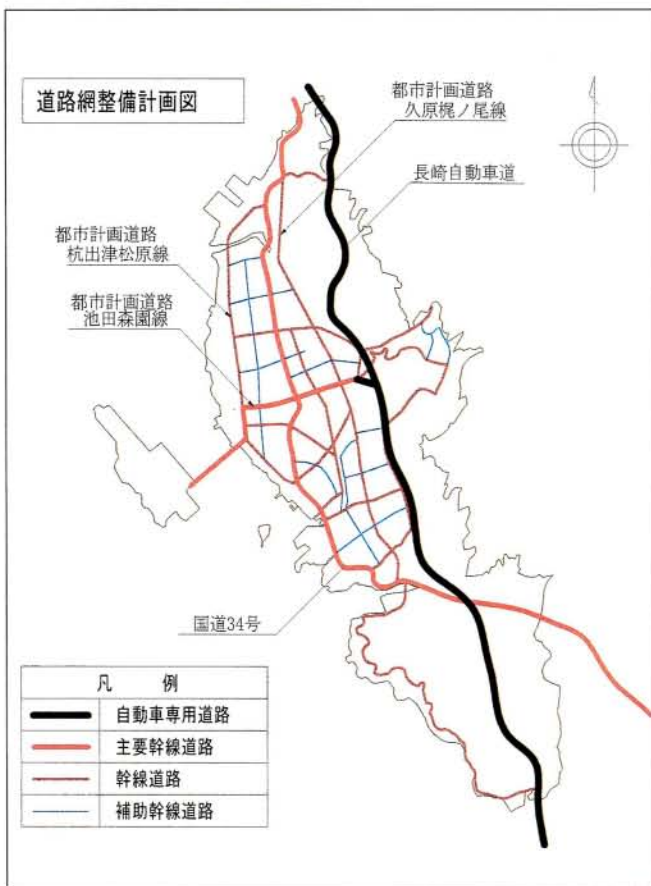 道路網整備計画図
都市計画道路
久原梶ノ尾線
長崎自動車道
都市計画道路
杭出津松原線
都市計画道路
池田森園線
国道34号
凡 例
自動車専用道路
主要幹線道路
幹線道路
補助幹線道路